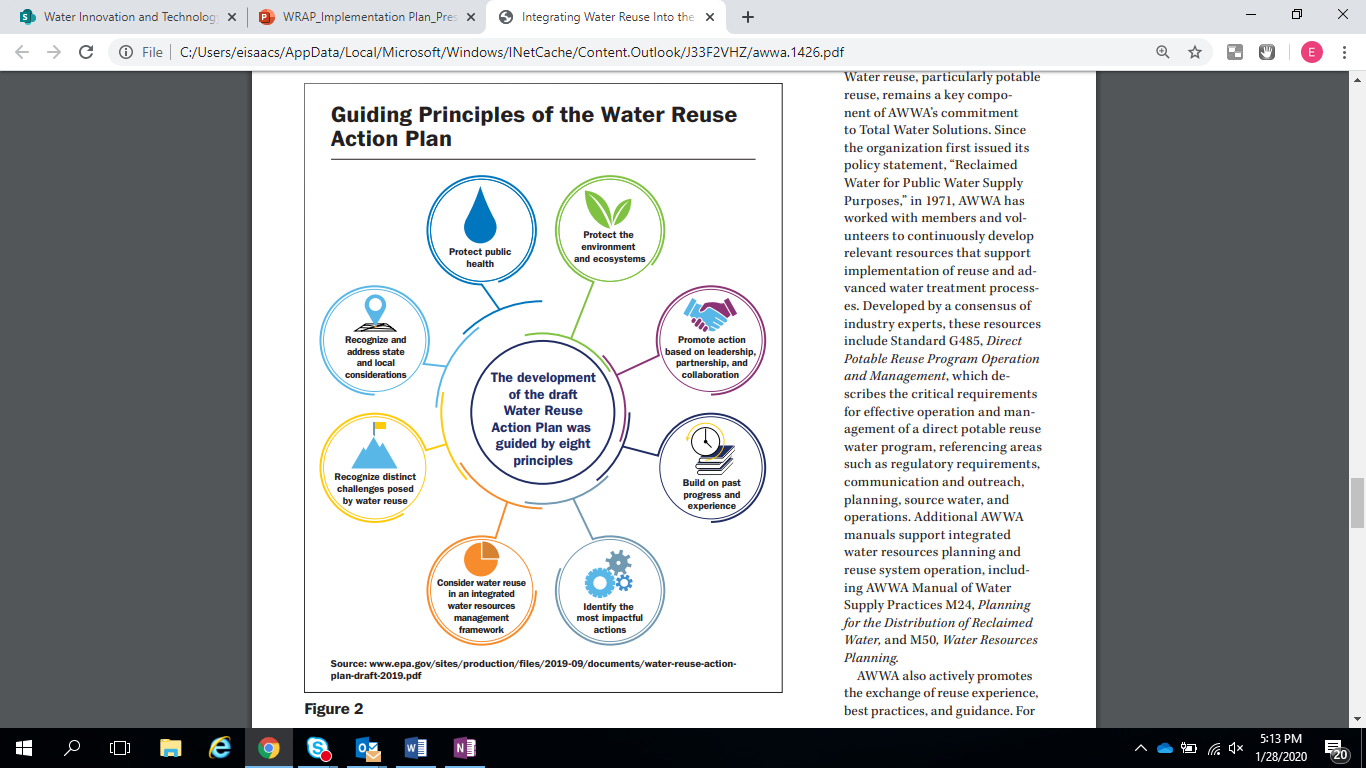 Water Innovation and Technolog
WRAP_Implementation Plan_Pres
Integrating Water Reuse Into the
File
C:/Users/eisaacs/AppData/Local/Microsoft/Windows/INetCache/Content.Outlook/J33F2VHZ/awwa.1426.pdf
E
Guiding Principles of the Water Reuse
Action Plan
Protect public
health
Protect the
environment
and ecosystems
Promote action
based on leadership,
partnership, and
collaboration
Build on past
progress and
experience
Identify the
most impactful
actions
Consider water reuse
in an integrated
water resources
management
framework
Recognize distinct
challenges posed
by water reuse
Recognize and
address state
and local
considerations
The development
of the draft
Water Reuse
Action Plan was
guided by eight
principles
Source: www.epa.gov/sites/production/files/2019-09/documents/water-reuse-action-
plan-draft-2019.pdf
Figure 2
Water reuse, particularly potable
reuse, remains a key compo-
nent of AWWA's commitment
to Total Water Solutions. Since
the organization first issued its
policy statement, “Reclaimed
Water for Public Water Supply
Purposes,” in 1971, AWWA has
worked with members and vol-
unteers to continuously develop
relevant resources that support
implementation of reuse and ad-
vanced water treatment process-
es. Developed by a consensus of
industry experts, these resources
include Standard G485, Direct
Potable Reuse Program Operation
and Management, which de-
scribes the critical requirements
for effective operation and man-
agement of a direct potable reuse
water program, referencing areas
such as regulatory requirements,
communication and outreach,
planning, source water, and
operations. Additional AWWA
manuals support integrated
water resources planning and
reuse system operation, includ-
ing AWWA Manual of Water
Supply Practices M24, Planning
for the Distribution of Reclaimed
Water, and M50, Water Resources
Planning.
AWWA also actively promotes
the exchange of reuse experience,
best practices, and guidance. For
5:13 PM
1/28/2020
20